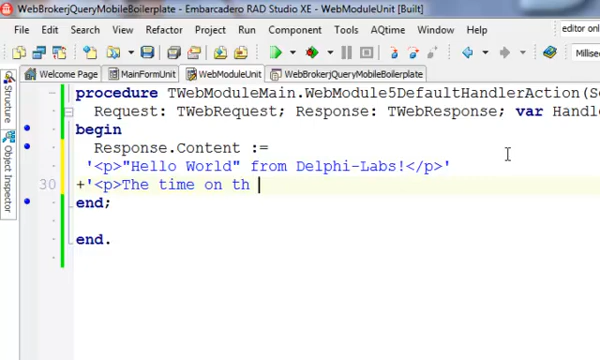 WebBrokerjQueryMobileBoilerplate - Embarcadero RAD Studio XE - WebModuleUnit [Built]
File Edit Search View Refactor Project Run Component Tools AQtime Window Help
editor only
Millisec
Structure
Object Inspector
Welcome Page MainFormUnit WebModuleUnit WebBrokerjQueryMobileBoilerplate
procedure TWebModuleMain.WebModule5DefaultHandlerAction(Se
Request: TWebRequest; Response: TWebResponse; var Handl
begin
Response.Content :=
'<p>"Hello World" from Delphi-Labs!</p>'
30 +'<p>The time on th
end;
end.